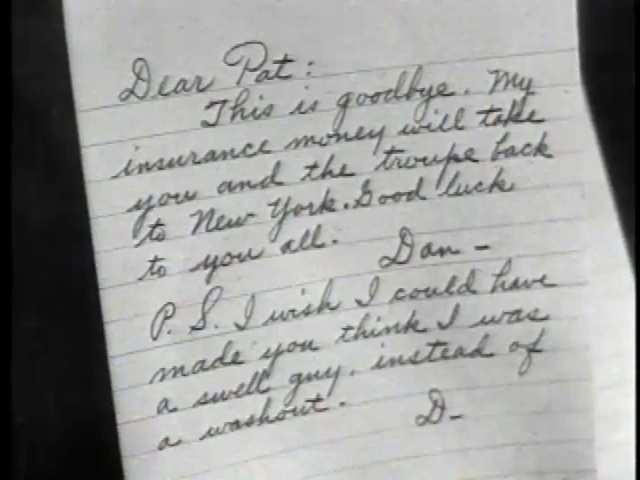 Dear Pat:
This is goodbye. My
insurance money will take
you and the troupe back
to New York. Good luck
to you all.
Dan -
P. S. I wish I could have
made you think I was
a swell guy. instead of
a washout.
D-